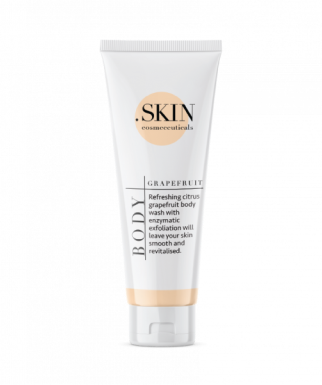 .SKIN
cosmeceuticals
GRAPEFRUIT
BODY
Refreshing citrus
grapefruit body
wash with
enzymatic
exfoliation will
leave your skin
smooth and
revitalised.